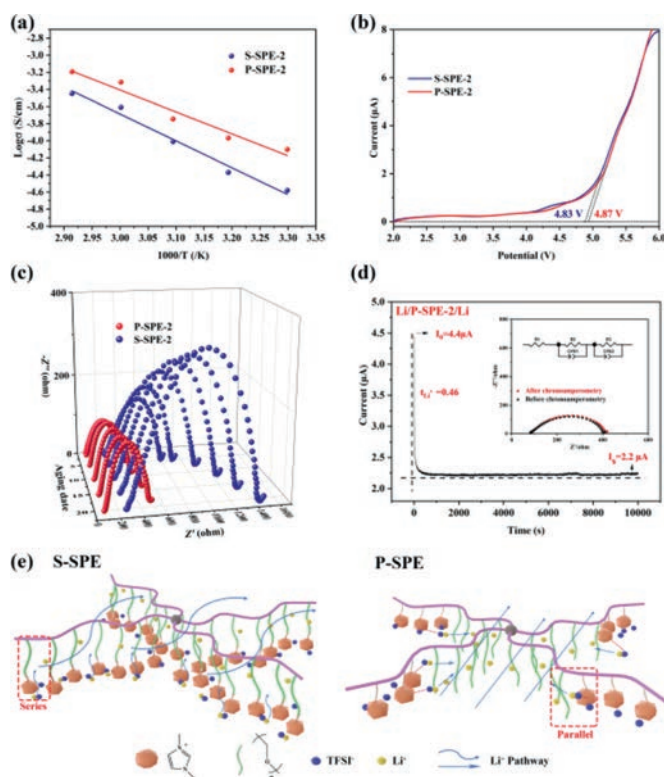 (a)
S-SPE-2
P-SPE-2
Logσ (S/cm)
-2.8
-3.0
-3.2
-3.4
-3.6
-3.8
-4.0
-4.2
-4.4
-4.6
-4.8
-5.0
2.90 2.95 3.00 3.05 3.10 3.15 3.20 3.25 3.30 3.35
1000/T (/K)
(b)
S-SPE-2
P-SPE-2
Current (μA)
8
6
4
2
0
4.83 V 4.87 V
2.0 2.5 3.0 3.5 4.0 4.5 5.0 5.5 6.0
Potential (V)
(c)
P-SPE-2
S-SPE-2
400
200
0
-Z'' (ohm)
Aging date
Z' (ohm)
(d)
Li/P-SPE-2/Li
Current (μA)
5.0
4.5
4.0
3.5
3.0
2.5
2.0
I0=4.4μA
tLi+ =0.46
After chronoamperometry
Before chronoamperometry
Z'/ohm
Is=2.2 μA
0 2000 4000 6000 8000 10000
Time (s)
(e)
S-SPE
P-SPE
Series
Parallel
TFSI-
Li+
Li+ Pathway